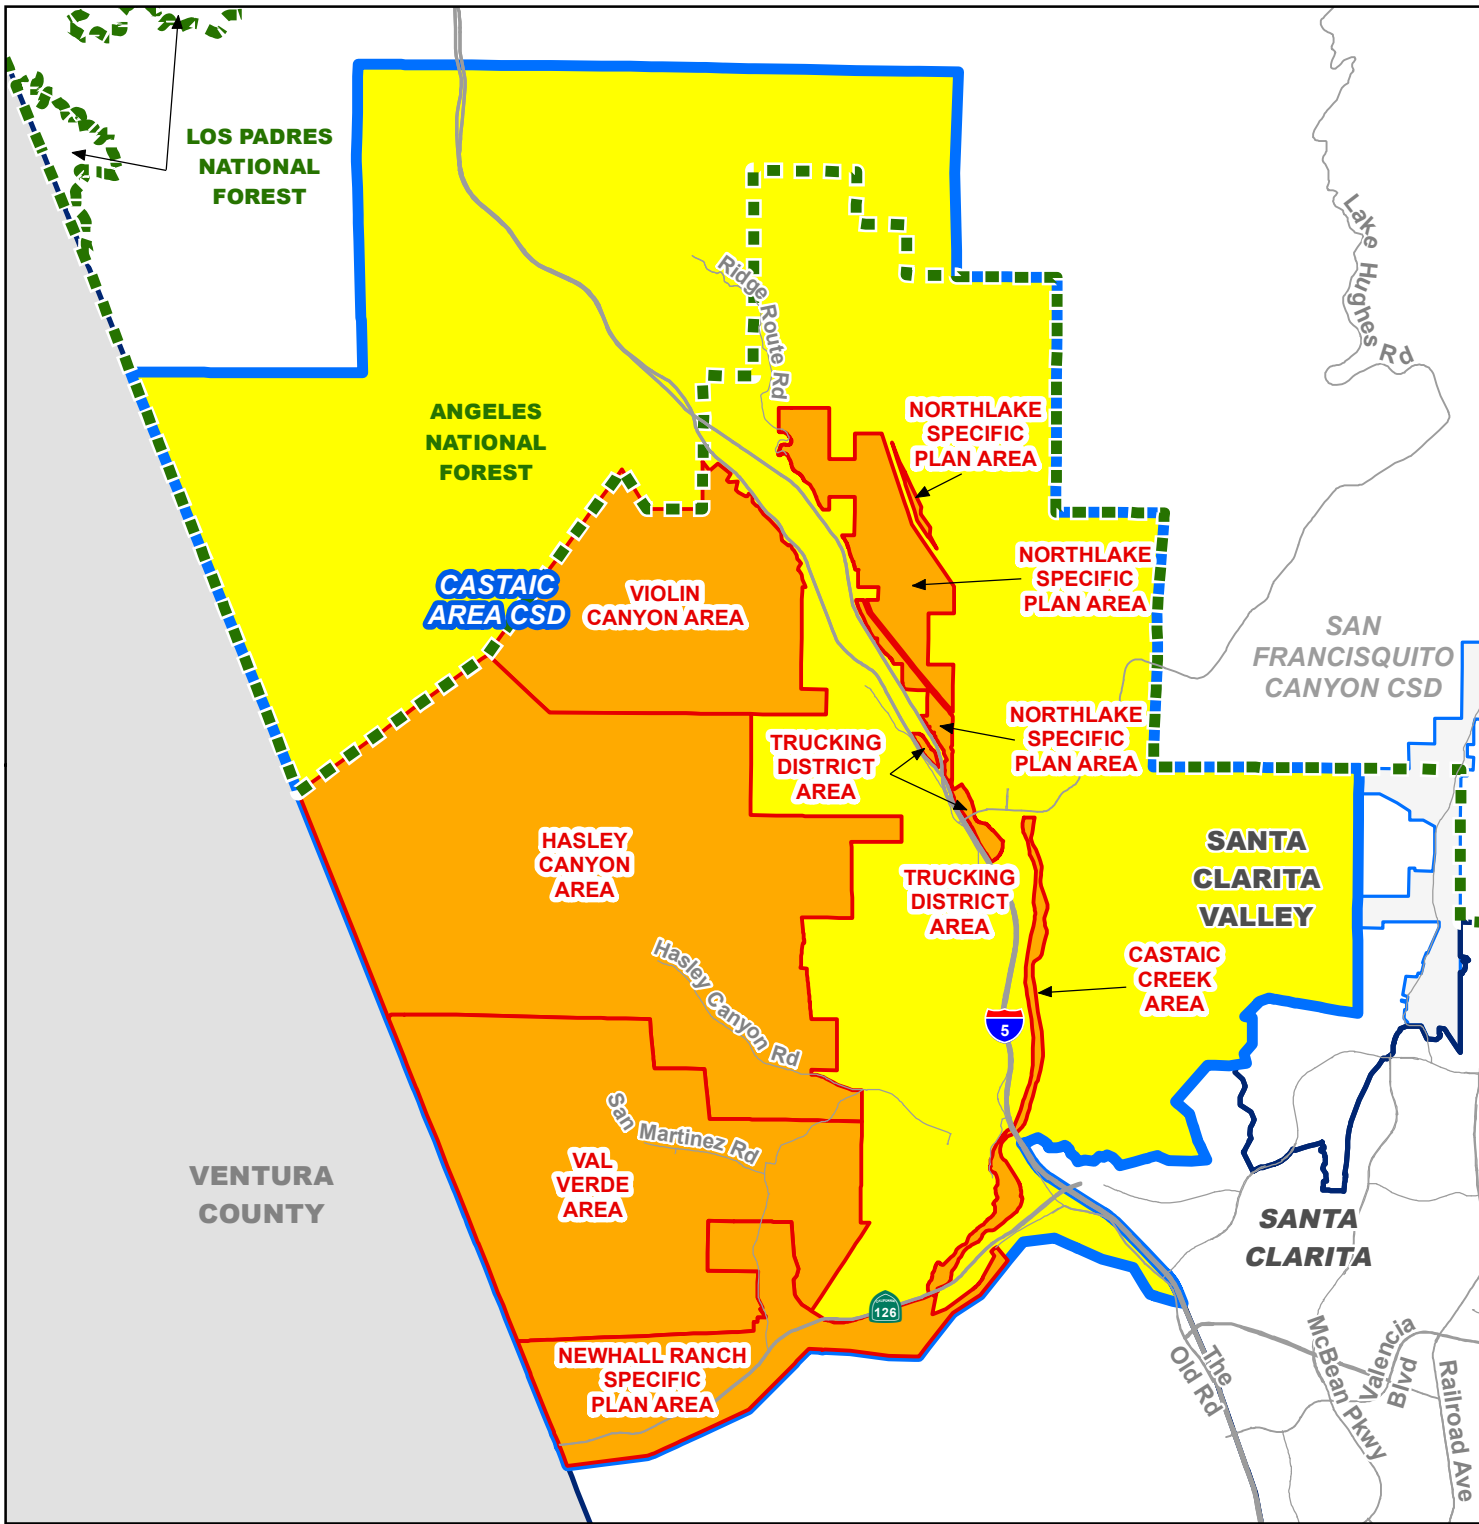 LOS PADRES
NATIONAL
FOREST
Ridge Route Rd
Lake Hughes Rd
ANGELES
NATIONAL
FOREST
NORTHLAKE
SPECIFIC
PLAN AREA
CASTAIC
AREA CSD
VIOLIN
CANYON AREA
NORTHLAKE
SPECIFIC
PLAN AREA
SAN
FRANCISQUITO
CANYON CSD
NORTHLAKE
SPECIFIC
PLAN AREA
TRUCKING
DISTRICT
AREA
HASLEY
CANYON
AREA
SANTA
CLARITA
VALLEY
TRUCKING
DISTRICT
AREA
CASTAIC
CREEK
AREA
Hasley Canyon Rd
5
San Martinez Rd
VAL
VERDE
AREA
VENTURA
COUNTY
SANTA
CLARITA
CALIFORNIA
126
NEWHALL RANCH
SPECIFIC
PLAN AREA
The
Old Rd
McBean Pkwy
Valencia
Blvd
Railroad Ave